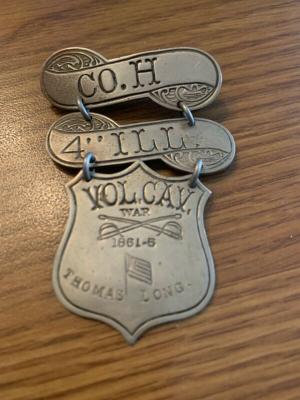 CO. H
4" ILL.
VOL. CAV.
WAR
1861-5
THOMAS LONG.